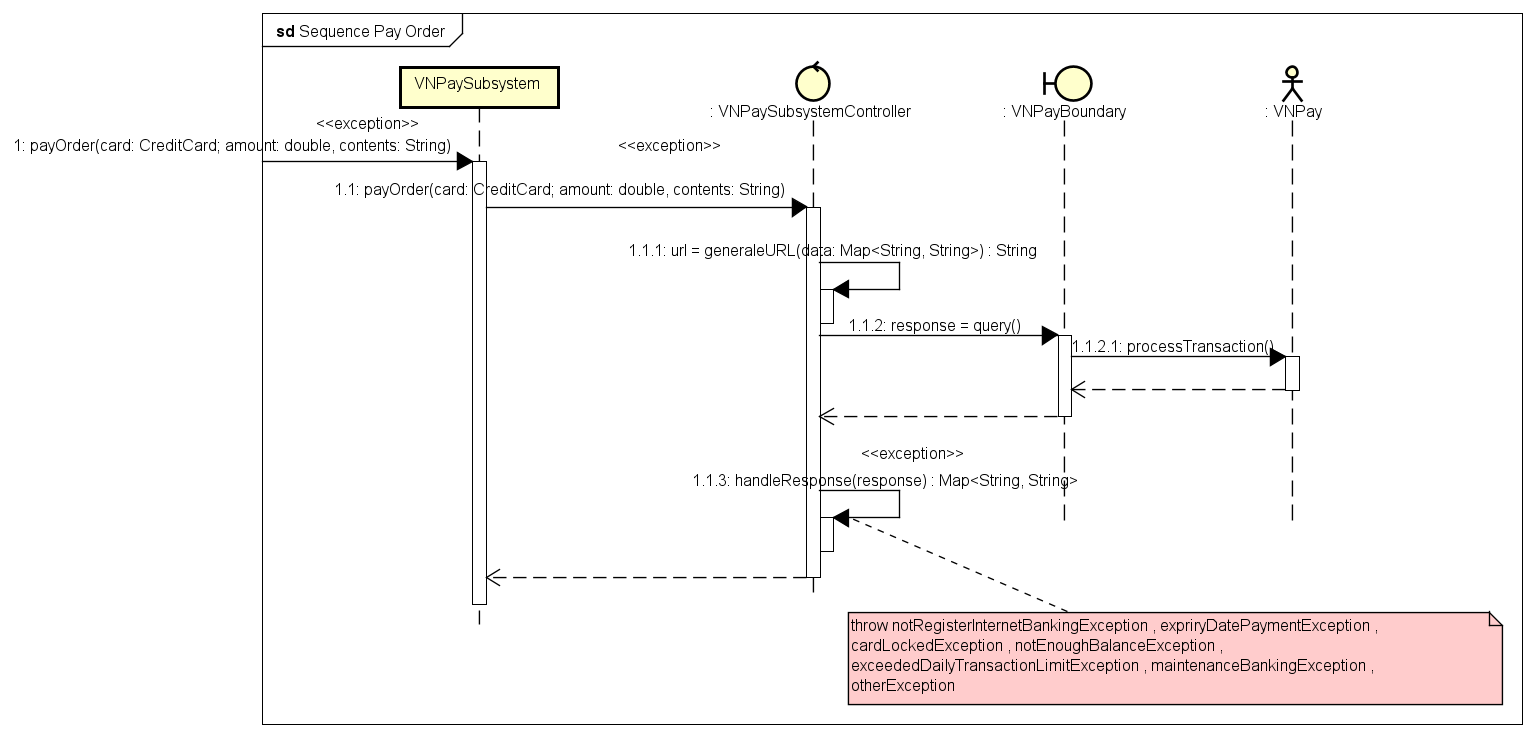 sd Sequence Pay Order
VNPaySubsystem
: VNPaySubsystemController
: VNPayBoundary
: VNPay
<<exception>>
1: payOrder(card: CreditCard; amount: double, contents: String)
<<exception>>
1.1: payOrder(card: CreditCard; amount: double, contents: String)
1.1.1: url = generaleURL(data: Map<String, String>) : String
1.1.2: response = query()
1.1.2.1: processTransaction()
<<exception>>
1.1.3: handleResponse(response) : Map<String, String>
throw notRegisterInternetBankingException , expriryDatePaymentException ,
cardLockedException , notEnoughBalanceException ,
exceededDailyTransactionLimitException , maintenanceBankingException ,
otherException